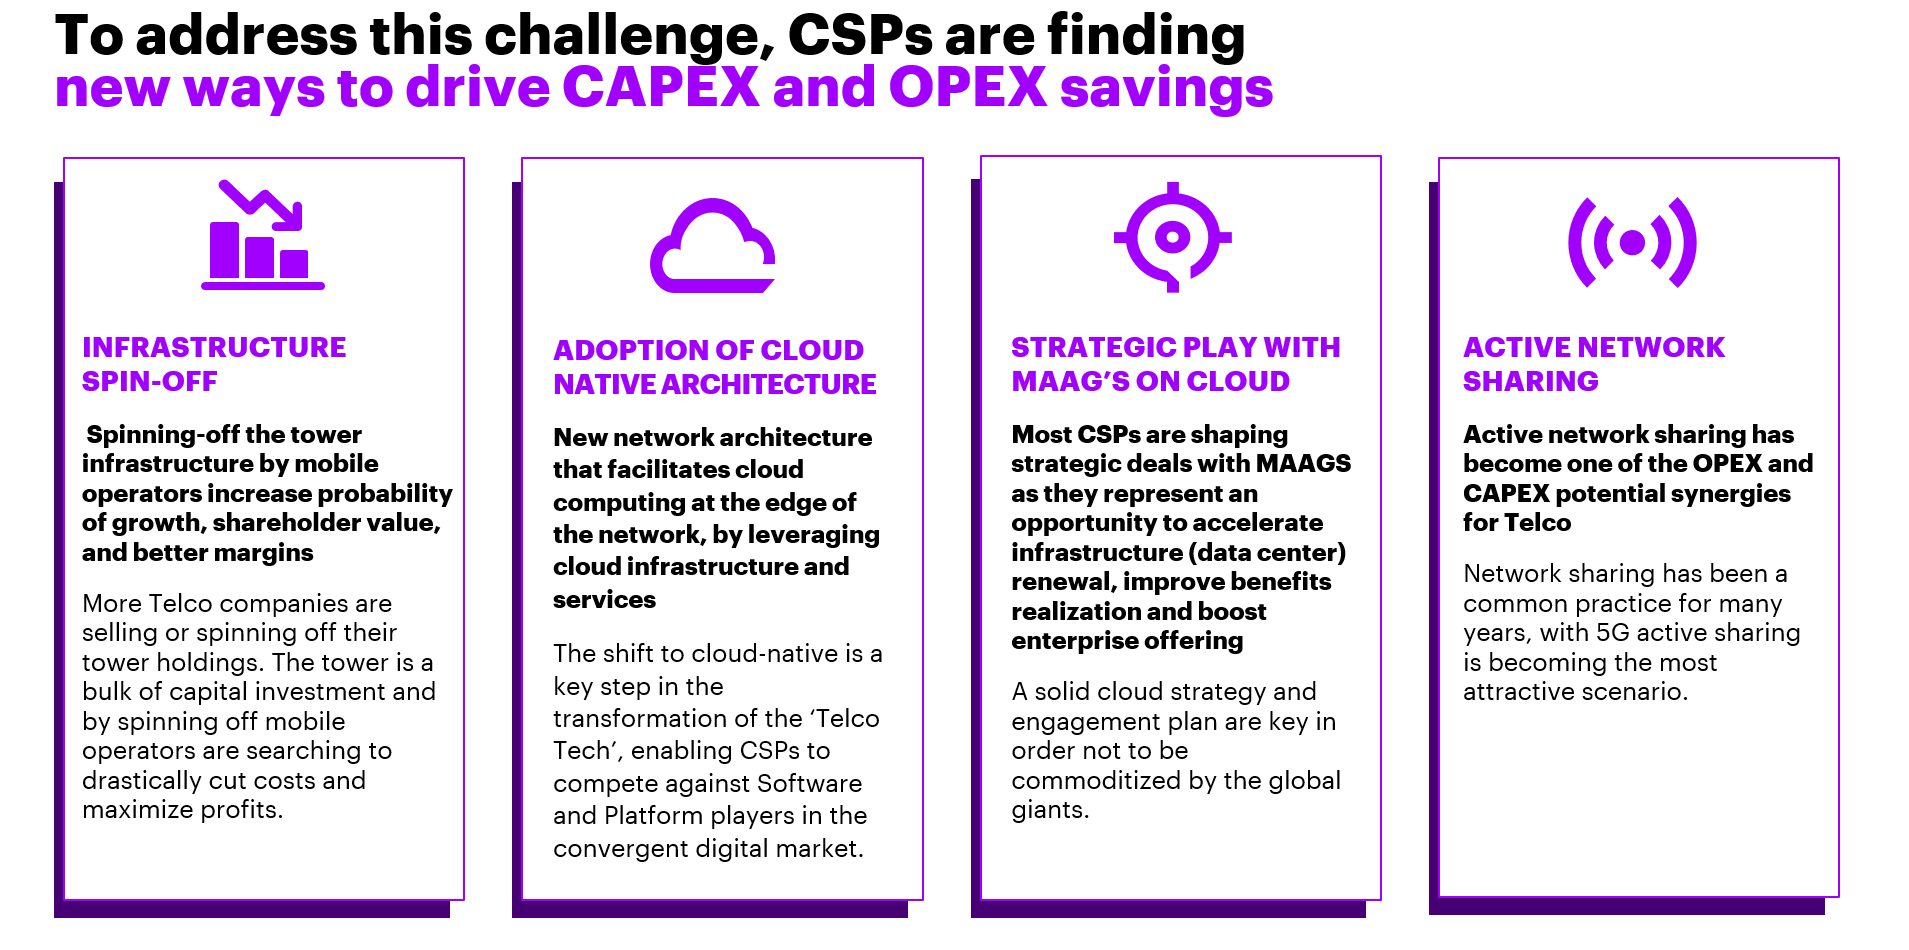 To address this challenge, CSPs are finding
new ways to drive CAPEX and OPEX savings
INFRASTRUCTURE
SPIN-OFF
Spinning-off the tower
infrastructure by mobile
operators increase probability
of growth, shareholder value,
and better margins
More Telco companies are
selling or spinning off their
tower holdings. The tower is a
bulk of capital investment and
by spinning off mobile
operators are searching to
drastically cut costs and
maximize profits.
ADOPTION OF CLOUD
NATIVE ARCHITECTURE
New network architecture
that facilitates cloud
computing at the edge of
the network, by leveraging
cloud infrastructure and
services
The shift to cloud-native is a
key step in the
transformation of the ‘Telco
Tech’, enabling CSPs to
compete against Software
and Platform players in the
convergent digital market.
STRATEGIC PLAY WITH
MAAG’S ON CLOUD
Most CSPs are shaping
strategic deals with MAAGS
as they represent an
opportunity to accelerate
infrastructure (data center)
renewal, improve benefits
realization and boost
enterprise offering
A solid cloud strategy and
engagement plan are key in
order not to be
commoditized by the global
giants.
ACTIVE NETWORK
SHARING
Active network sharing has
become one of the OPEX and
CAPEX potential synergies
for Telco
Network sharing has been a
common practice for many
years, with 5G active sharing
is becoming the most
attractive scenario.